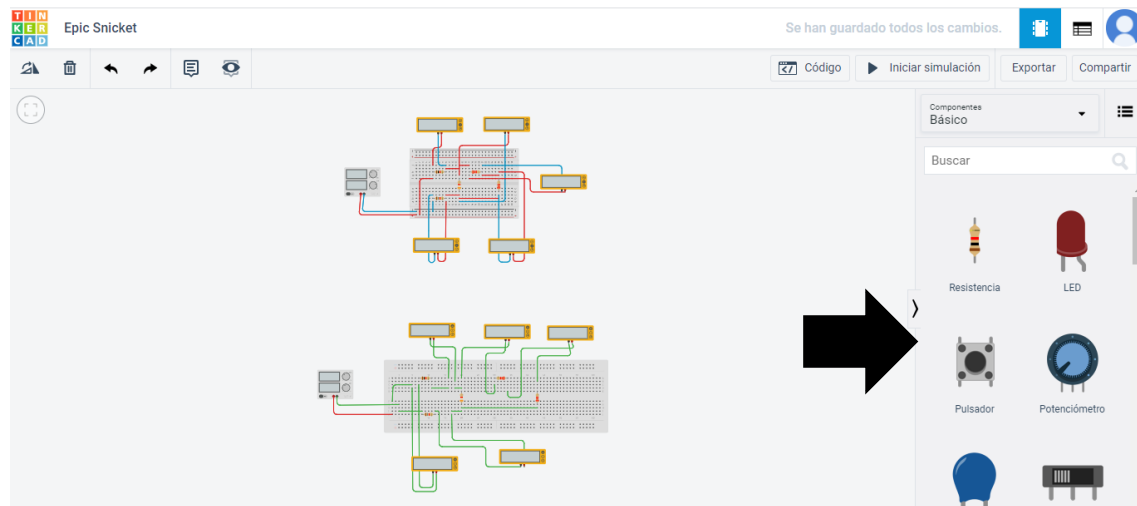 TIN
KER
CAD
Epic Snicket
Se han guardado todos los cambios.
Código
Iniciar simulación
Exportar
Compartir
Componentes
Básico
Buscar
Resistencia
LED
Pulsador
Potenciómetro